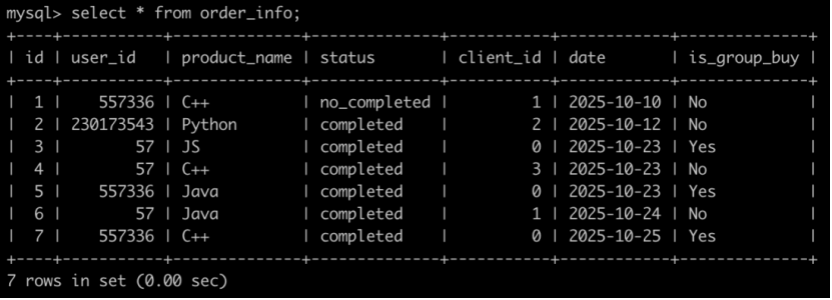 mysql> select * from order_info;
+----+-----------+--------------+--------------+-----------+------------+--------------+
| id | user_id   | product_name | status       | client_id | date       | is_group_buy |
+----+-----------+--------------+--------------+-----------+------------+--------------+
|  1 |    557336 | C++          | no_completed |         1 | 2025-10-10 | No           |
|  2 | 230173543 | Python       | completed    |         2 | 2025-10-12 | No           |
|  3 |        57 | JS           | completed    |         0 | 2025-10-23 | Yes          |
|  4 |        57 | C++          | completed    |         3 | 2025-10-23 | No           |
|  5 |    557336 | Java         | completed    |         0 | 2025-10-23 | Yes          |
|  6 |        57 | Java         | completed    |         1 | 2025-10-24 | No           |
|  7 |    557336 | C++          | completed    |         0 | 2025-10-25 | Yes          |
+----+-----------+--------------+--------------+-----------+------------+--------------+
7 rows in set (0.00 sec)